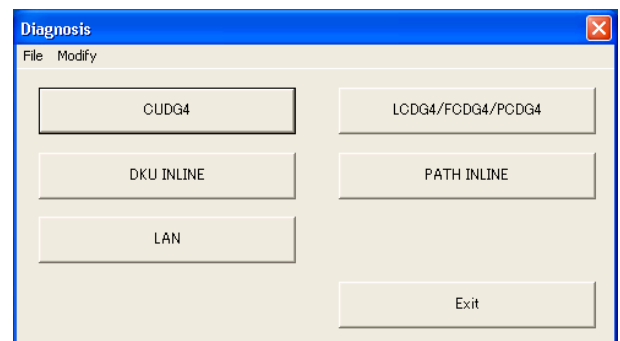 Diagnosis
File Modify
CUDG4 LCDG4/FCDG4/PCDG4
DKU INLINE PATH INLINE
LAN
Exit